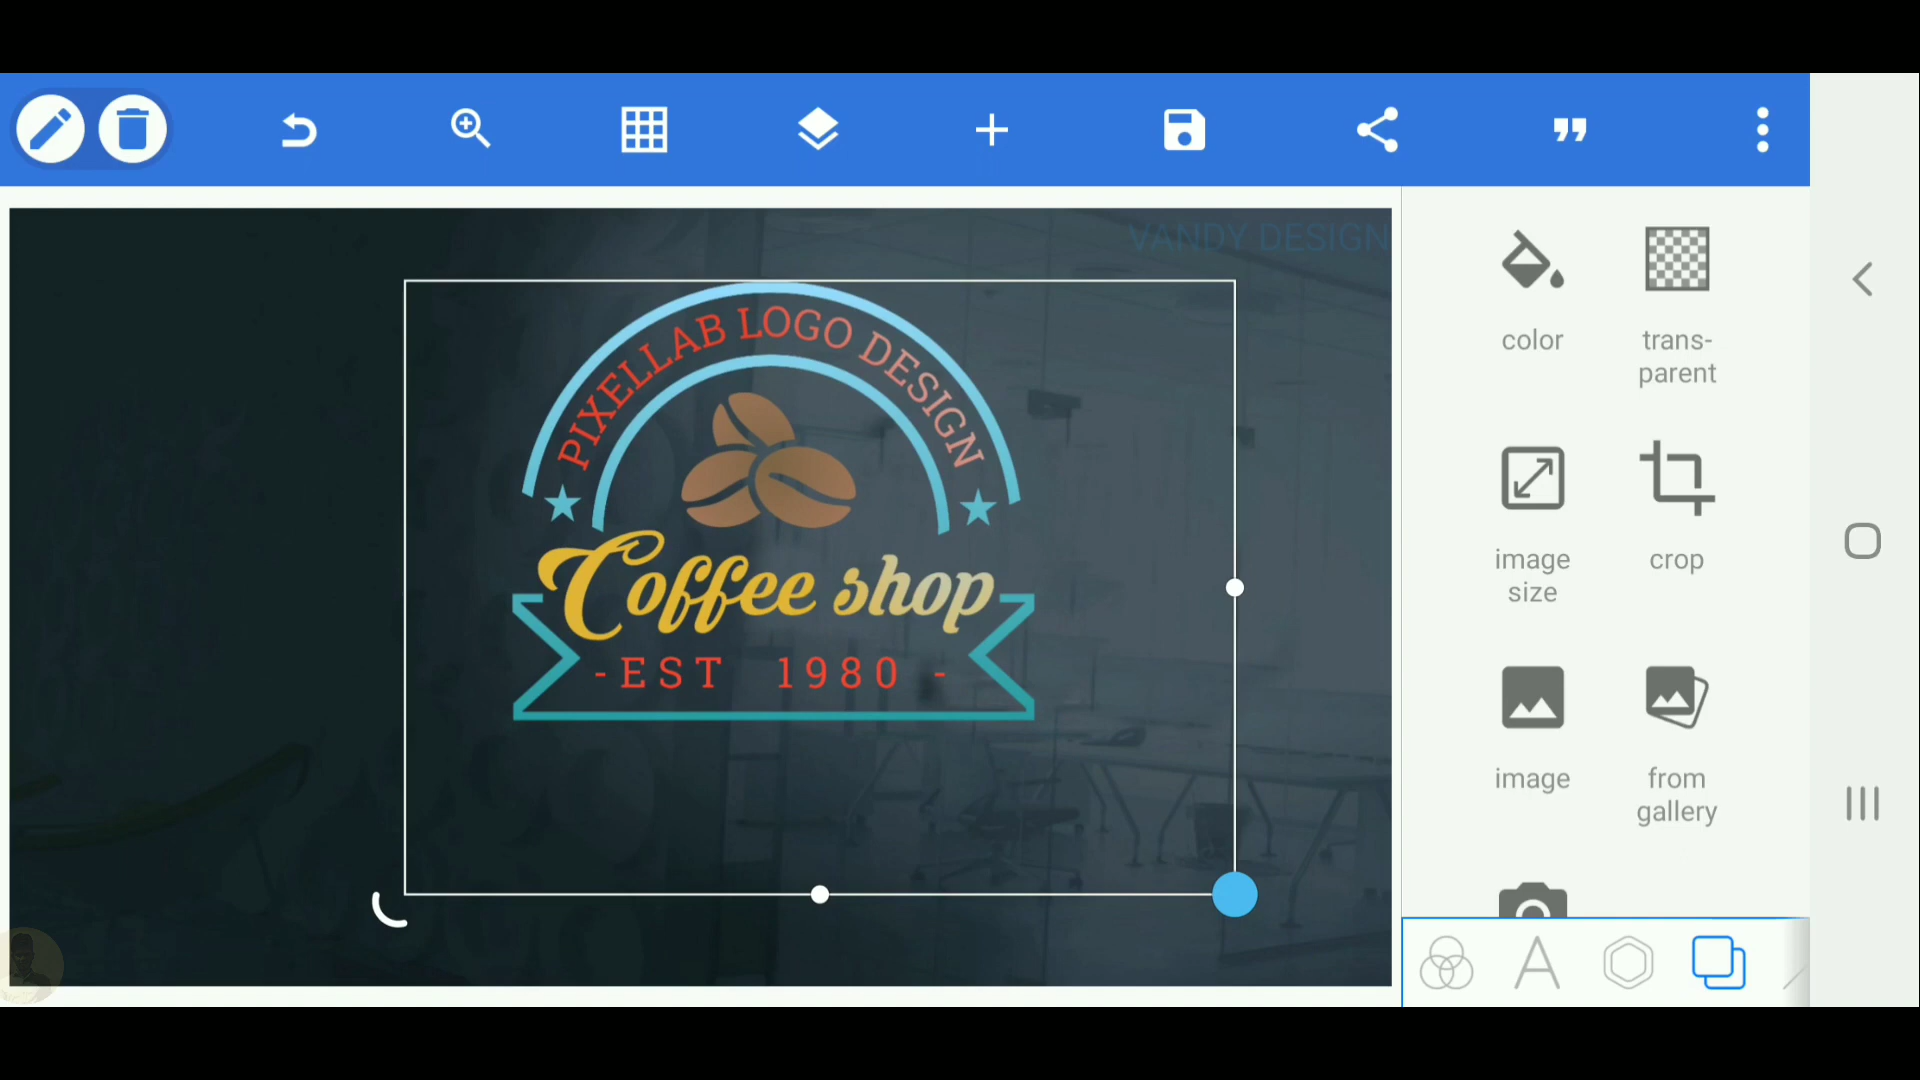 VANDY DESIGN
PIXELLAB LOGO DESIGN
Coffee shop
-EST 1980 -
color
trans-
parent
image
size
crop
image
from
gallery